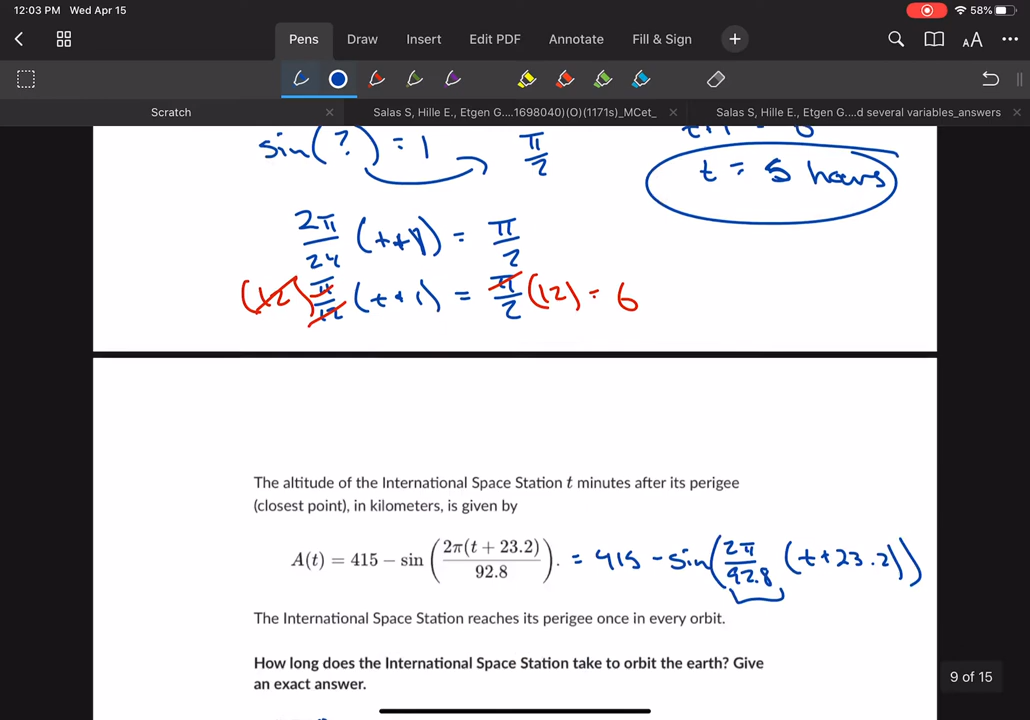 12:03 PM Wed Apr 15
58%
Pens Draw Insert Edit PDF Annotate Fill & Sign
Scratch
Salas S, Hille E., Etgen G....1698040)(O)(1171s)_MCet_
Salas S, Hille E., Etgen G....d several variables_answers
sin(?) = 1 π/2
t = 5 hours
2π/24 (t+1) = π/2
(12) π/12 (t+1) = π/2 (12) = 6
The altitude of the International Space Station t minutes after its perigee
(closest point), in kilometers, is given by
A(t) = 415 − sin(2π(t + 23.2)/92.8). = 415 − sin(2π/92.8 (t+23.2))
The International Space Station reaches its perigee once in every orbit.
How long does the International Space Station take to orbit the earth? Give
an exact answer.
9 of 15